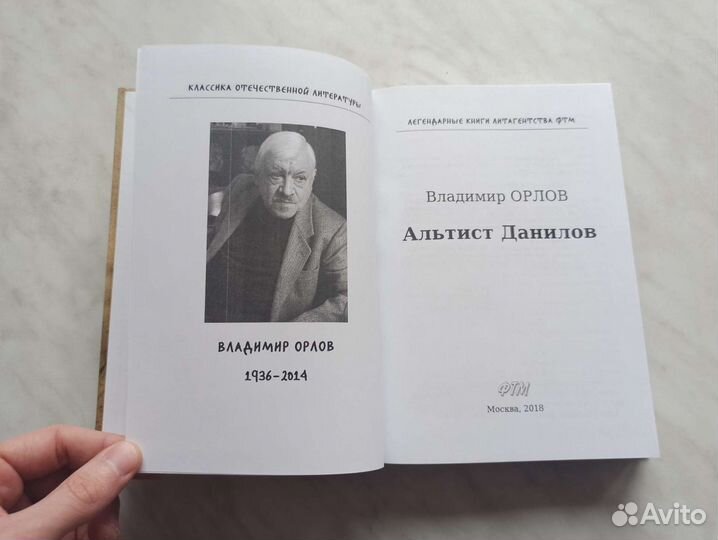 КЛАССИКА ОТЕЧЕСТВЕННОЙ ЛИТЕРАТУРЫ
ВЛАДИМИР ОРЛОВ
1936-2014
ЛЕГЕНДАРНЫЕ КНИГИ ЛИТАГЕНТСТВА ФТМ
Владимир ОРЛОВ
Альтист Данилов
ФТМ
Москва, 2018
Avito